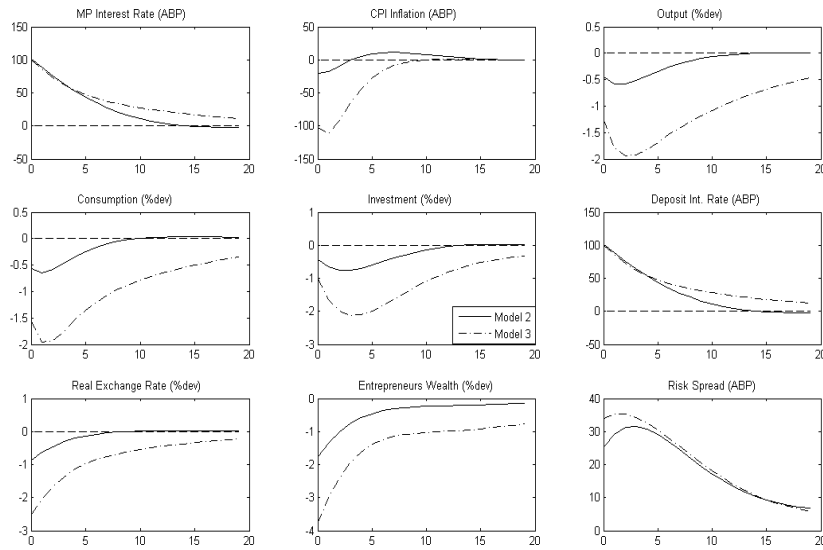 MP Interest Rate (ABP)
CPI Inflation (ABP)
Output (%dev)
150
100
50
0
-50
0 5 10 15 20
100
50
0
-50
-100
-150
0 5 10 15 20
0.5
0
-0.5
-1
-1.5
-2
0 5 10 15 20
Consumption (%dev)
Investment (%dev)
Deposit Int. Rate (ABP)
0.5
0
-0.5
-1
-1.5
-2
0 5 10 15 20
1
0
-1
-2
-3
0 5 10 15 20
Model 2
Model 3
150
100
50
0
50
0 5 10 15 20
Real Exchange Rate (%dev)
Entrepreneurs Wealth (%dev)
Risk Spread (ABP)
1
0
-1
-2
-3
0 5 10 15 20
0
-1
-2
-3
-4
0 5 10 15 20
40
30
20
10
0
0 5 10 15 20